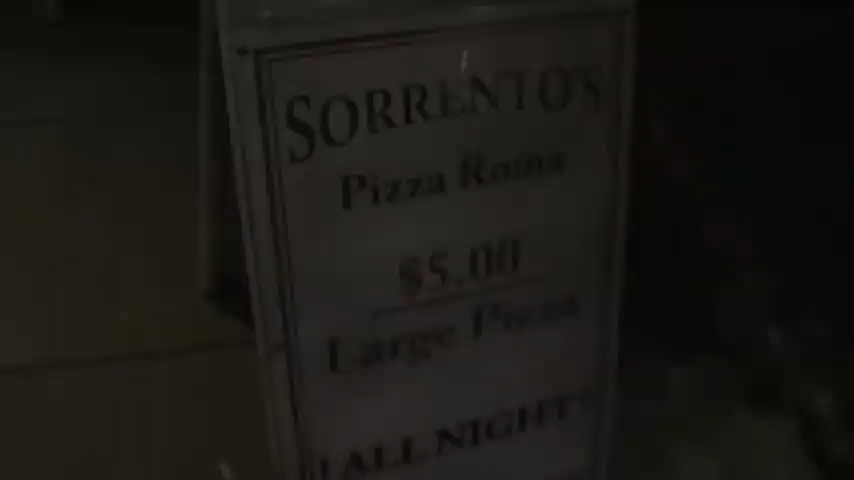 SORRENTO'S
Pizza Roma
$5.00
Large Pizza
ALL NIGHT